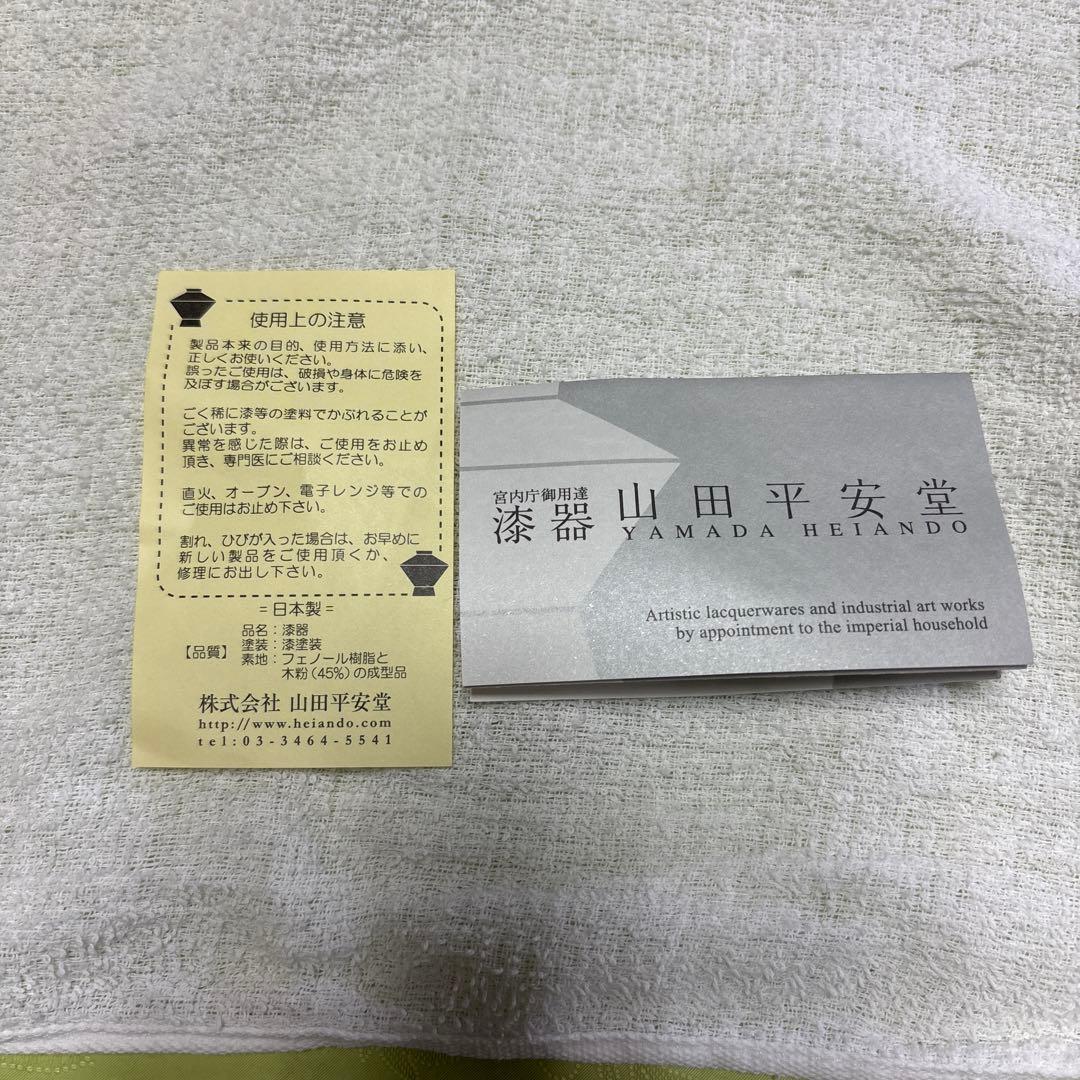 使用上の注意
製品本来の目的、使用方法に添い、
正しくお使いください。
誤ったご使用は、破損や身体に危険を
及ぼす場合がございます。
ごく稀に漆等の塗料でかぶれることが
ございます。
異常を感じた際は、ご使用をお止め
頂き、専門医にご相談ください。
直火、オーブン、電子レンジ等での
ご使用はお止め下さい。
割れ、ひびが入った場合は、お早めに
新しい製品をご使用頂くか、
修理にお出し下さい。
=日本製=
【品質】
品名:漆器
塗装:漆塗装
素地:フェノール樹脂と
木粉(45%)の成型品
株式会社 山田平安堂
http://www.heiando.com
tel:03-3464-5541
宮内庁御用達
漆器 山田平安堂
YAMADA HEIANDO
Artistic lacquerwares and industrial art works
by appointment to the imperial household